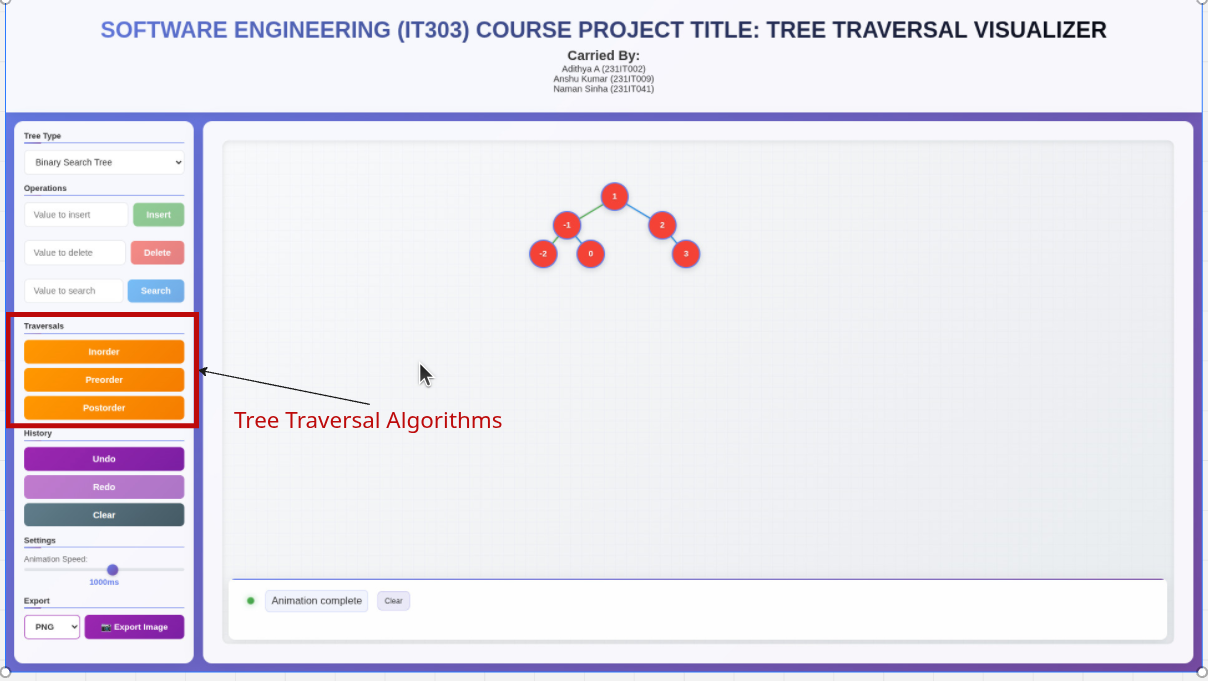 SOFTWARE ENGINEERING (IT303) COURSE PROJECT TITLE: TREE TRAVERSAL VISUALIZER
Carried By:
Adithya A (231IT002)
Anshu Kumar (231IT009)
Naman Sinha (231IT041)
Tree Type
Binary Search Tree
Operations
Value to insert Insert
Value to delete Delete
Value to search Search
Traversals
Inorder
Preorder
Postorder
History
Undo
Redo
Clear
Settings
Animation Speed:
1000ms
Export
PNG Export Image
1
-1 2
-2 0 3
Tree Traversal Algorithms
Animation complete Clear